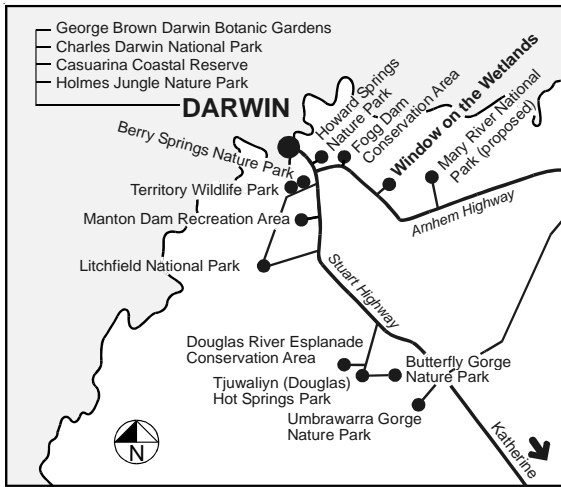 George Brown Darwin Botanic Gardens
Charles Darwin National Park
Casuarina Coastal Reserve
Holmes Jungle Nature Park
DARWIN
Berry Springs Nature Park
Howard Springs
Nature Park
Fogg Dam
Conservation Area
Window on the Wetlands
Mary River National
Park (proposed)
Territory Wildlife Park
Manton Dam Recreation Area
Arnhem Highway
Litchfield National Park
Stuart Highway
Douglas River Esplanade
Conservation Area
Butterfly Gorge
Nature Park
Tjuwaliyn (Douglas)
Hot Springs Park
Umbrawarra Gorge
Nature Park
Katherine
N